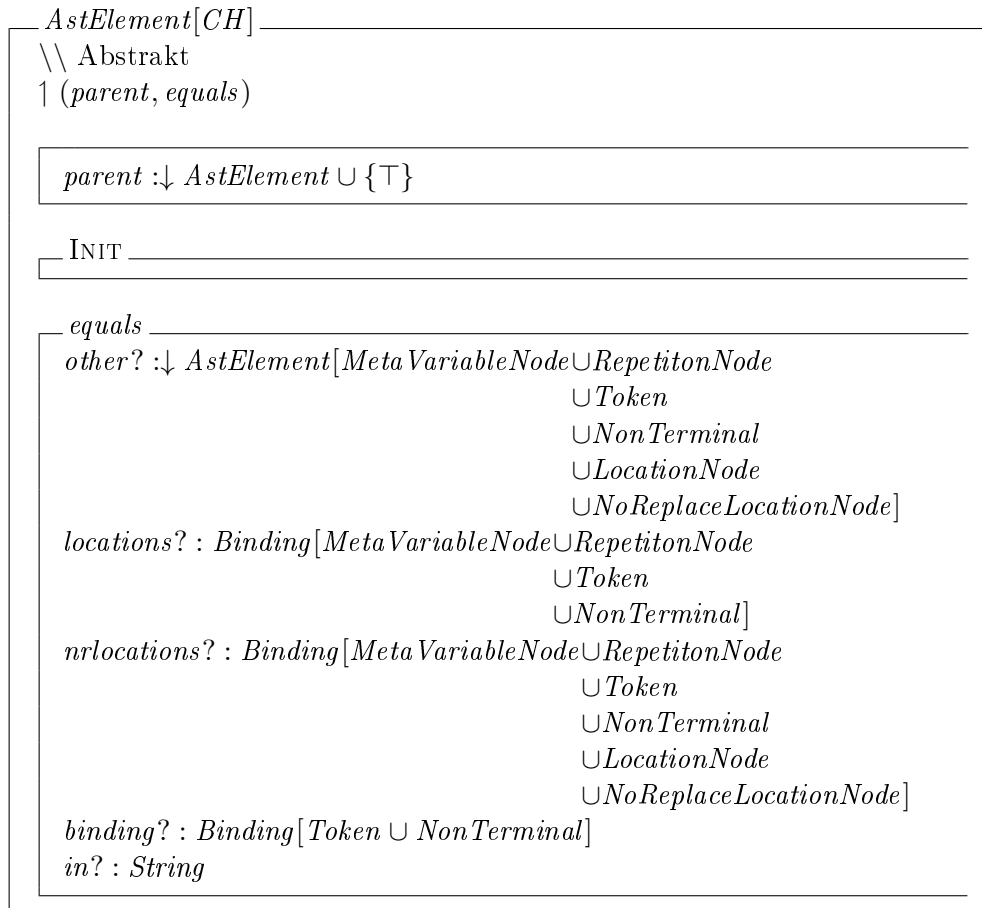 AstElement[CH]
\\ Abstrakt
↾ (parent, equals)
parent :↓ AstElement ∪ {⊤}
INIT
equals
other? :↓ AstElement[MetaVariableNode∪RepetitonNode
∪Token
∪NonTerminal
∪LocationNode
∪NoReplaceLocationNode]
locations? : Binding[MetaVariableNode∪RepetitonNode
∪Token
∪NonTerminal]
nrlocations? : Binding[MetaVariableNode∪RepetitonNode
∪Token
∪NonTerminal
∪LocationNode
∪NoReplaceLocationNode]
binding? : Binding[Token ∪ NonTerminal]
in? : String